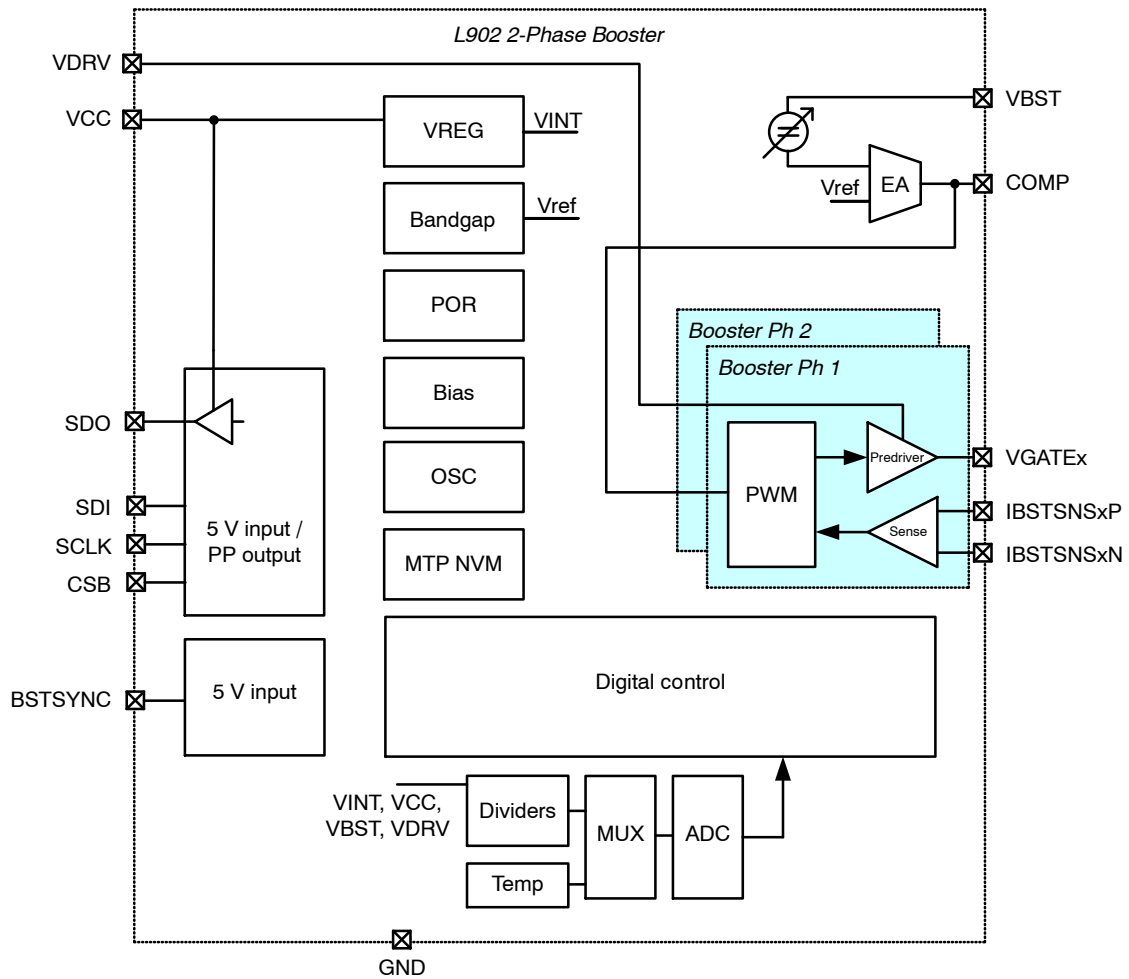 L902 2-Phase Booster
VDRV
VCC
VREG
VINT
VBST
Bandgap
Vref
Vref
EA
COMP
POR
Booster Ph 2
Booster Ph 1
Bias
SDO
Predriver
VGATEx
PWM
OSC
SDI
SCLK
CSB
5 V input /
PP output
Sense
IBSTSNSxP
IBSTSNSxN
MTP NVM
BSTSYNC
5 V input
Digital control
VINT, VCC,
VBST, VDRV
Dividers
MUX
ADC
Temp
GND